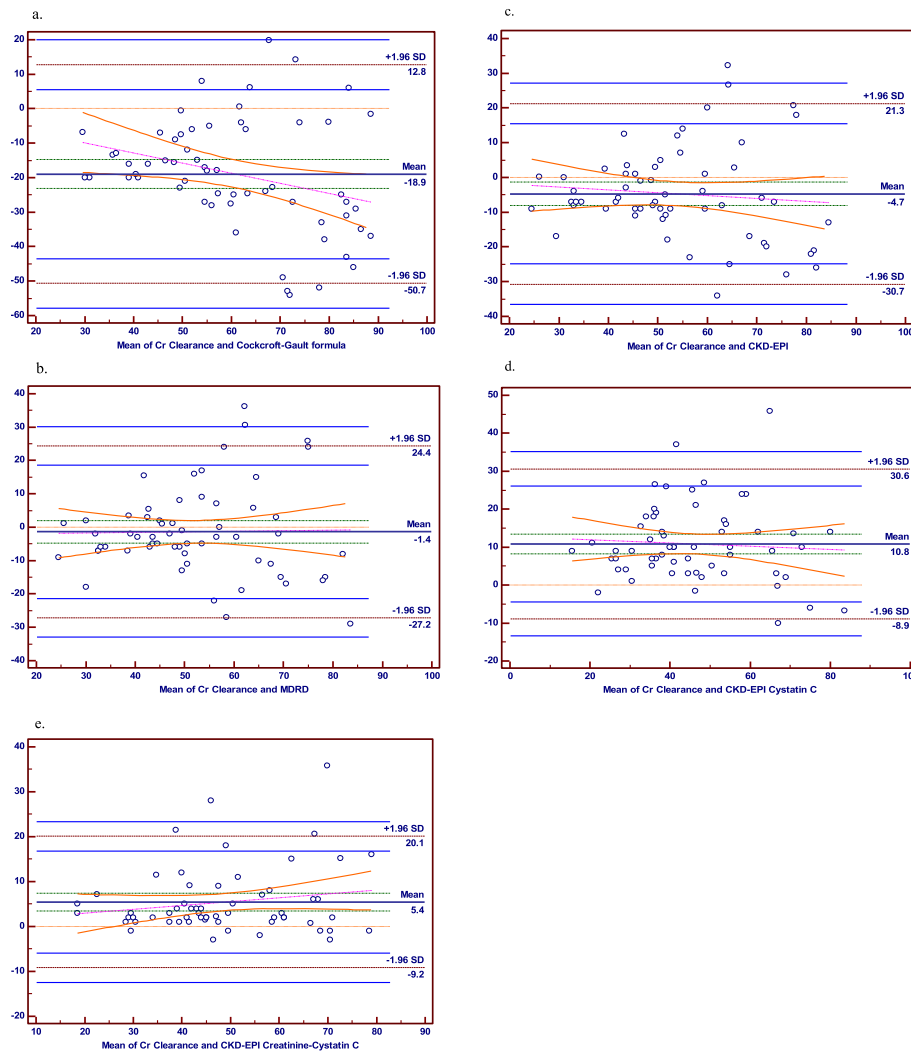 a.
20
10
0
-10
-20
-30
-40
-50
-60
+1.96 SD
12.8
Mean
-18.9
-1.96 SD
-50.7
20 30 40 50 60 70 80 90 100
Mean of Cr Clearance and Cockcroft-Gault formula
b.
40
30
20
10
0
-10
-20
-30
-40
+1.96 SD
24.4
Mean
-1.4
-1.96 SD
-27.2
20 30 40 50 60 70 80 90 100
Mean of Cr Clearance and MDRD
e.
40
30
20
10
0
-10
-20
+1.96 SD
20.1
Mean
5.4
-1.96 SD
-9.2
10 20 30 40 50 60 70 80 90
Mean of Cr Clearance and CKD-EPI Creatinine-Cystatin C
c.
40
30
20
10
0
-10
-20
-30
-40
+1.96 SD
21.3
Mean
-4.7
-1.96 SD
-30.7
20 30 40 50 60 70 80 90 100
Mean of Cr Clearance and CKD-EPI
d.
50
40
30
20
10
0
-10
-20
+1.96 SD
30.6
Mean
10.8
-1.96 SD
-8.9
0 20 40 60 80
Mean of Cr Clearance and CKD-EPI Cystatin C